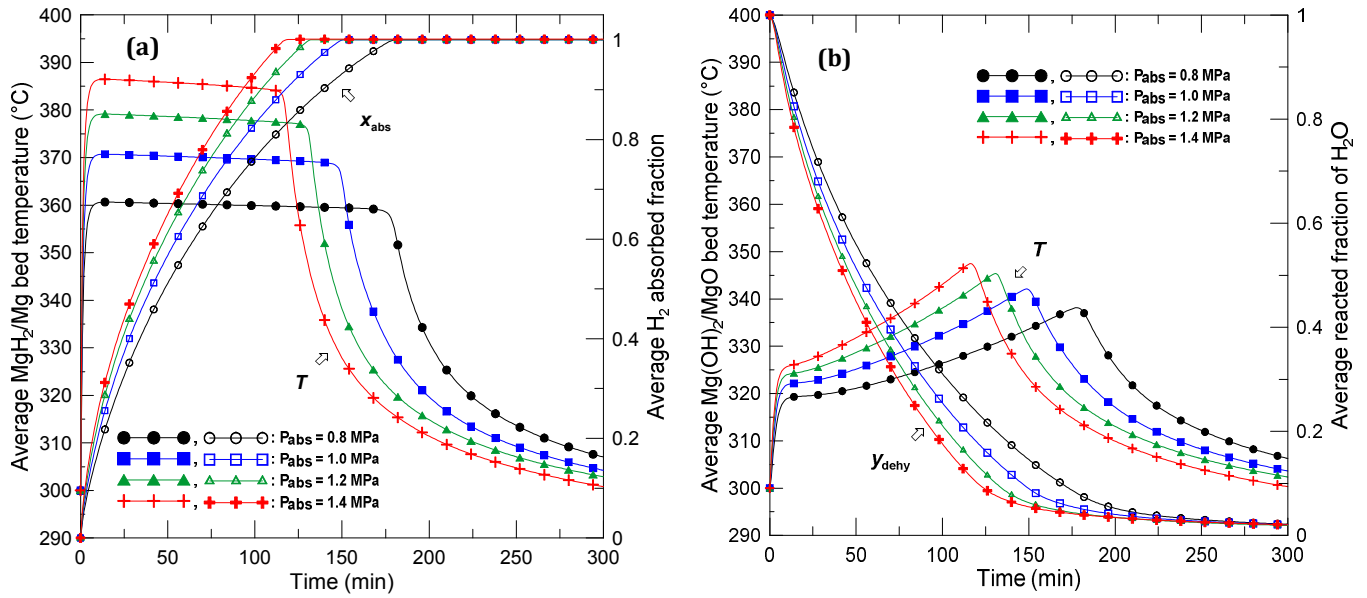 (a)
Average MgH2/Mg bed temperature (°C)
400
390
380
370
360
350
340
330
320
310
300
290
1
0.8
0.6
0.4
0.2
0
Average H2 absorbed fraction
xabs
T
●, ○: Pabs = 0.8 MPa
■, □: Pabs = 1.0 MPa
▲, △: Pabs = 1.2 MPa
+, +: Pabs = 1.4 MPa
0 50 100 150 200 250 300
Time (min)
(b)
Average Mg(OH)2/MgO bed temperature (°C)
400
390
380
370
360
350
340
330
320
310
300
290
1
0.8
0.6
0.4
0.2
0
Average reacted fraction of H2O
●, ○: Pabs = 0.8 MPa
■, □: Pabs = 1.0 MPa
▲, △: Pabs = 1.2 MPa
+, +: Pabs = 1.4 MPa
T
ydehy
0 50 100 150 200 250 300
Time (min)